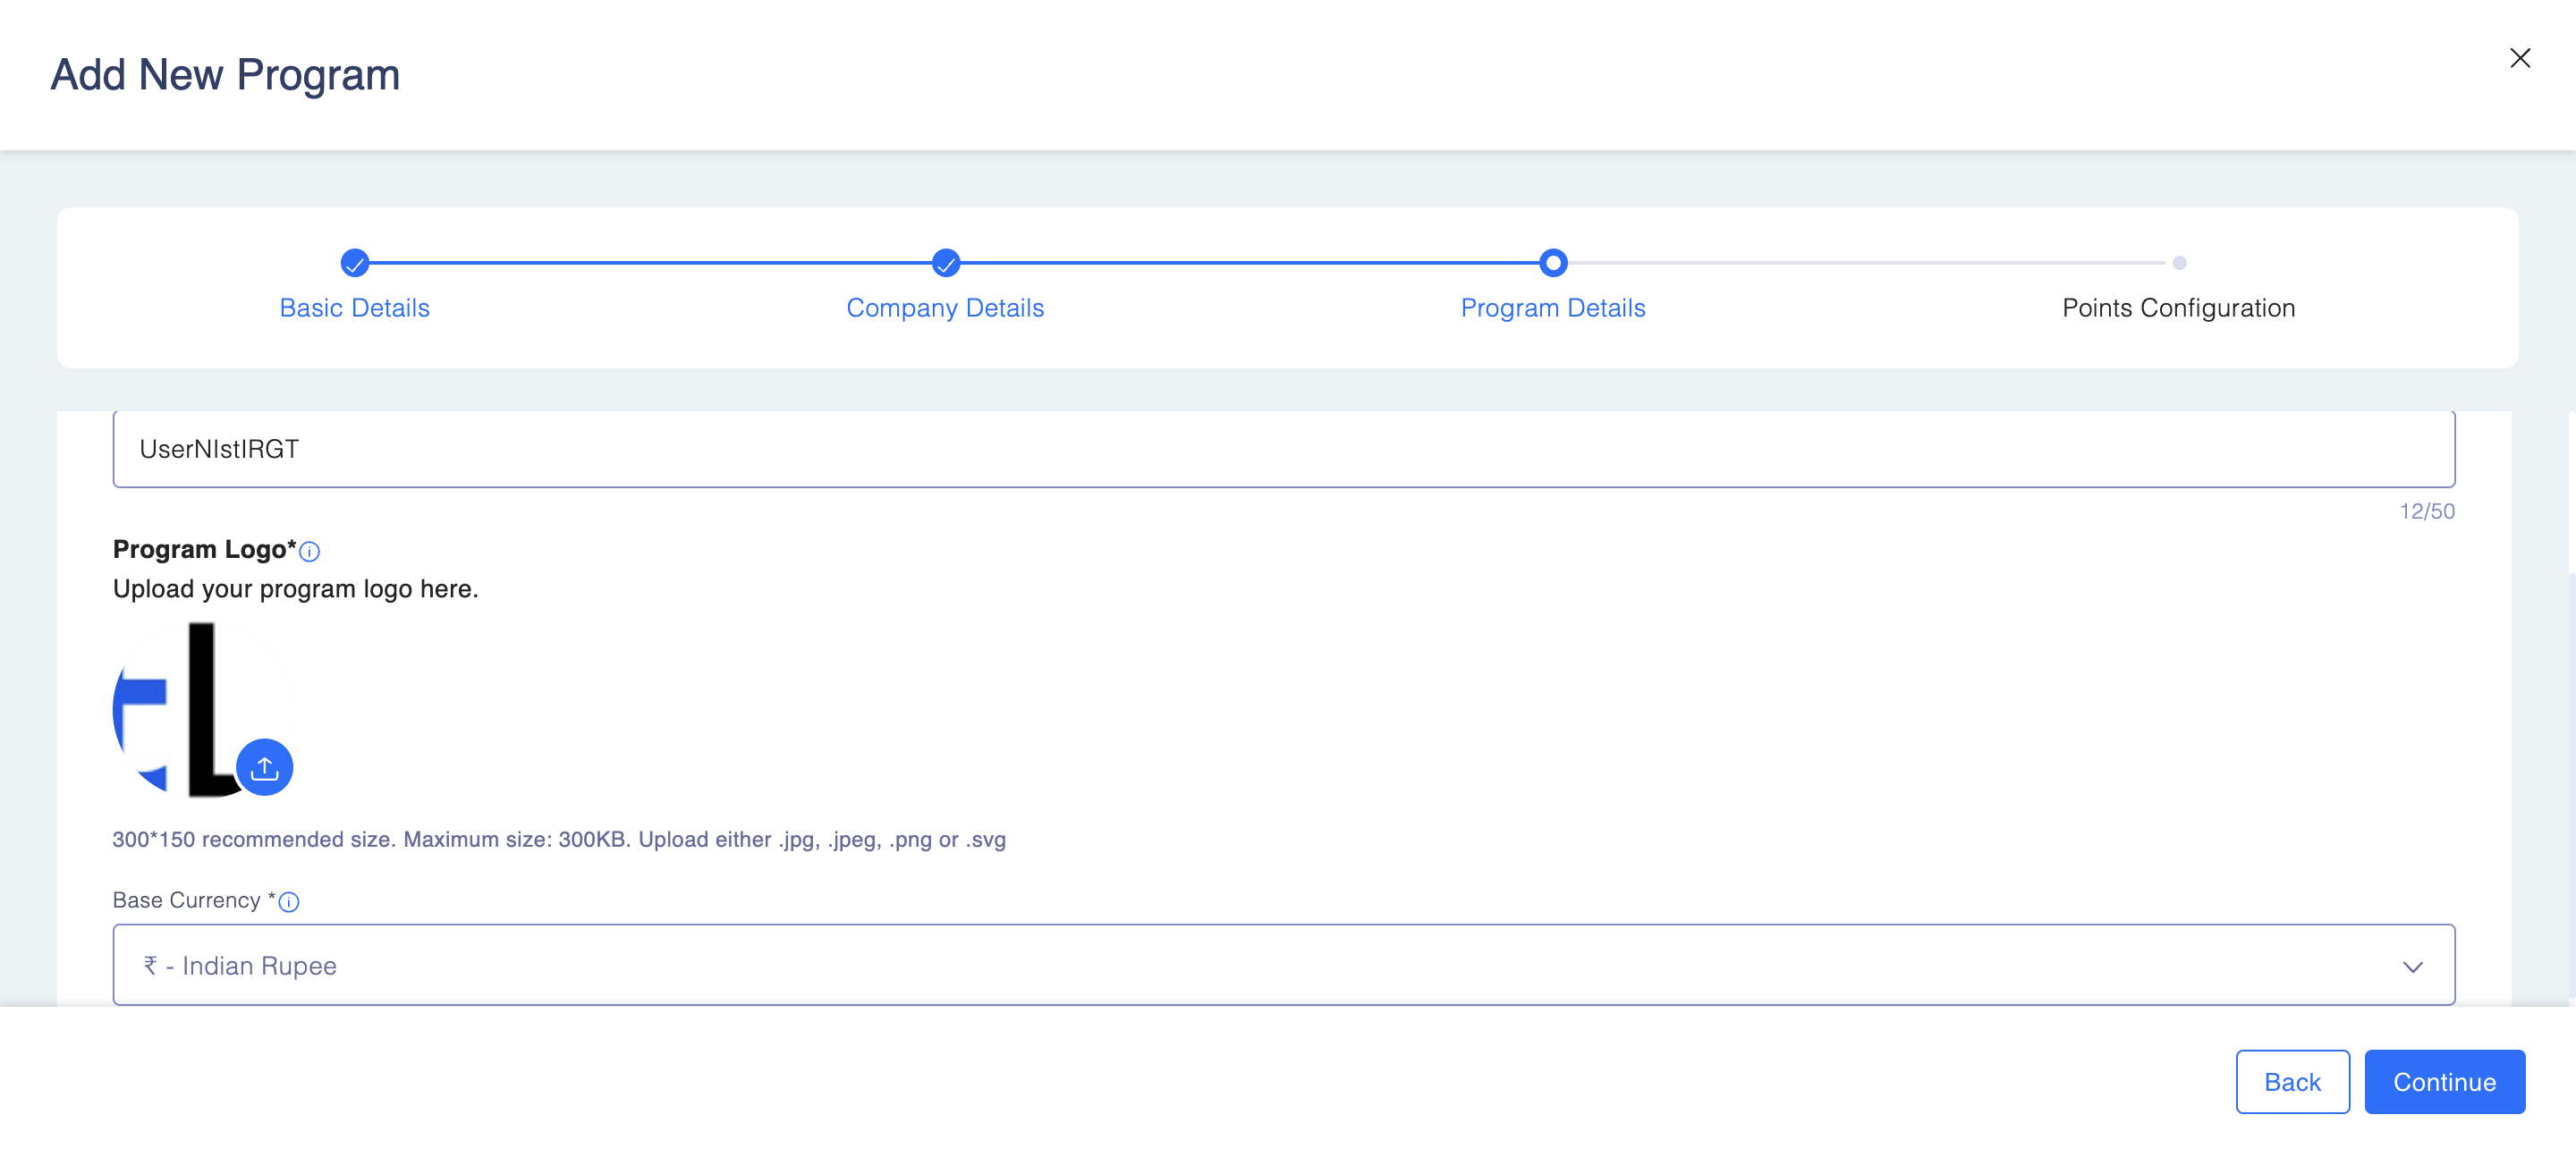 Add New Program
Basic Details
Company Details
Program Details
Points Configuration
UserNIstIRGT
12/50
Program Logo*
Upload your program logo here.
300*150 recommended size. Maximum size: 300KB. Upload either .jpg, .jpeg, .png or .svg
Base Currency *
₹ - Indian Rupee
Back
Continue